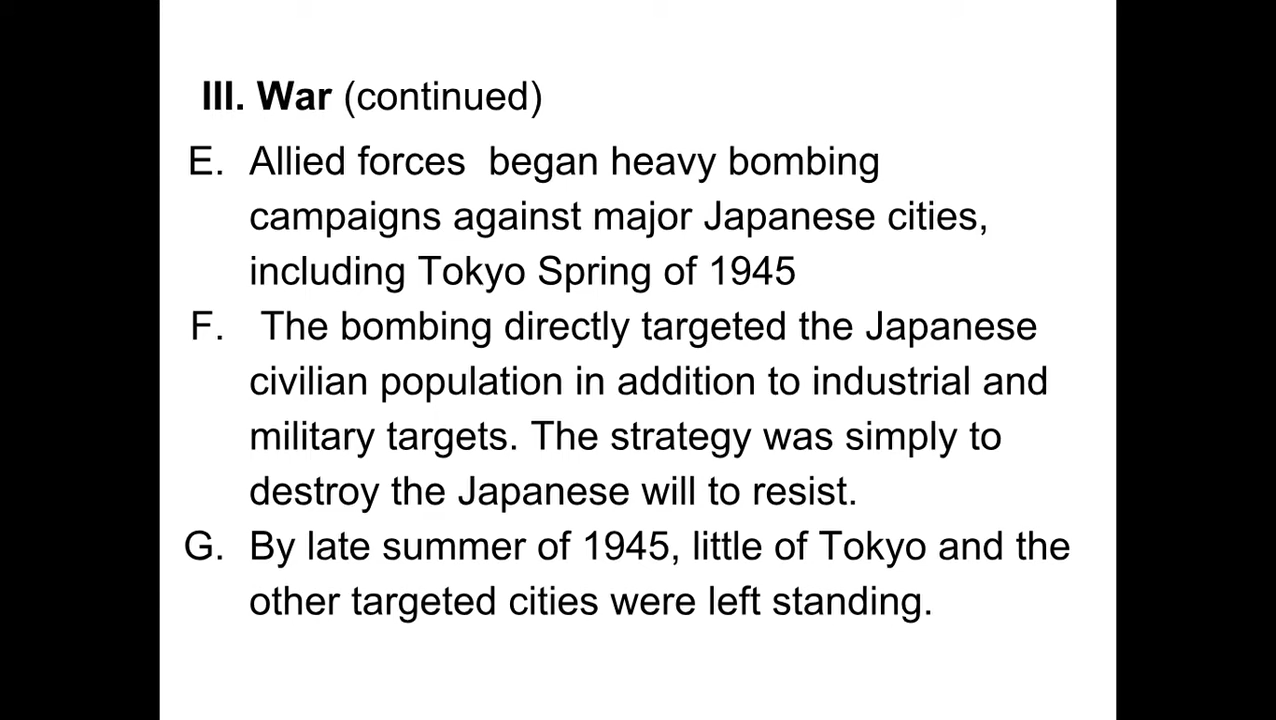 III. War (continued)
E. Allied forces  began heavy bombing
campaigns against major Japanese cities,
including Tokyo Spring of 1945
F.  The bombing directly targeted the Japanese
civilian population in addition to industrial and
military targets. The strategy was simply to
destroy the Japanese will to resist.
G. By late summer of 1945, little of Tokyo and the
other targeted cities were left standing.